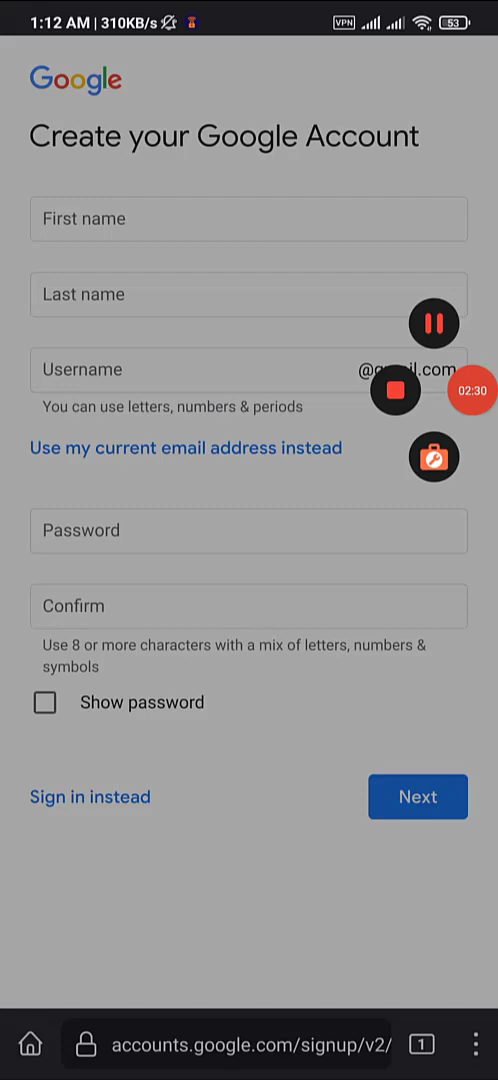 1:12 AM | 310KB/s VPN 53
Google
Create your Google Account
First name
Last name
Username
You can use letters, numbers & periods
02:30
Use my current email address instead
Password
Confirm
Use 8 or more characters with a mix of letters, numbers &
symbols
Show password
Sign in instead Next
accounts.google.com/signup/v2/ 1